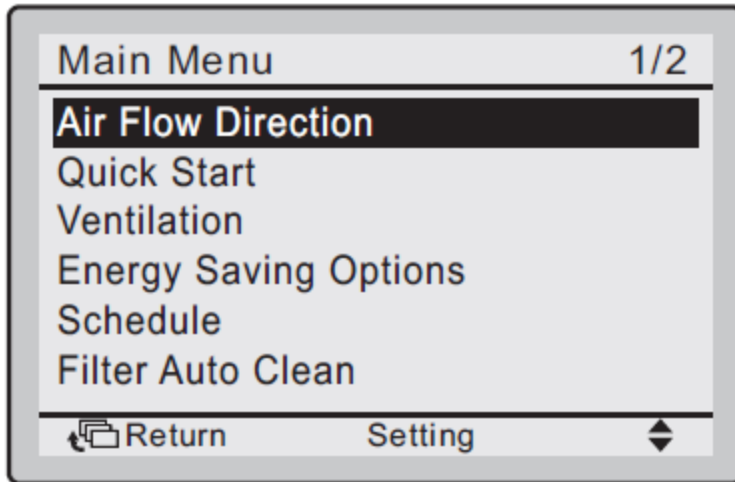 Main Menu 1/2
Air Flow Direction
Quick Start
Ventilation
Energy Saving Options
Schedule
Filter Auto Clean
Return Setting